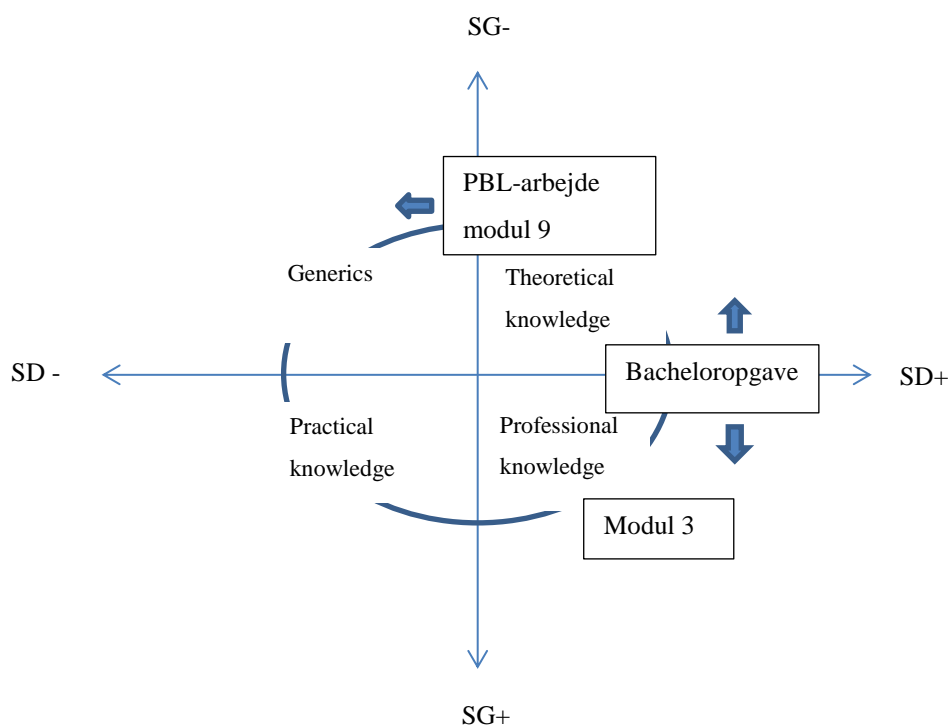 SG-
PBL-arbejde
modul 9
Generics
Theoretical
knowledge
SD -
Bacheloropgave
SD+
Practical
knowledge
Professional
knowledge
Modul 3
SG+